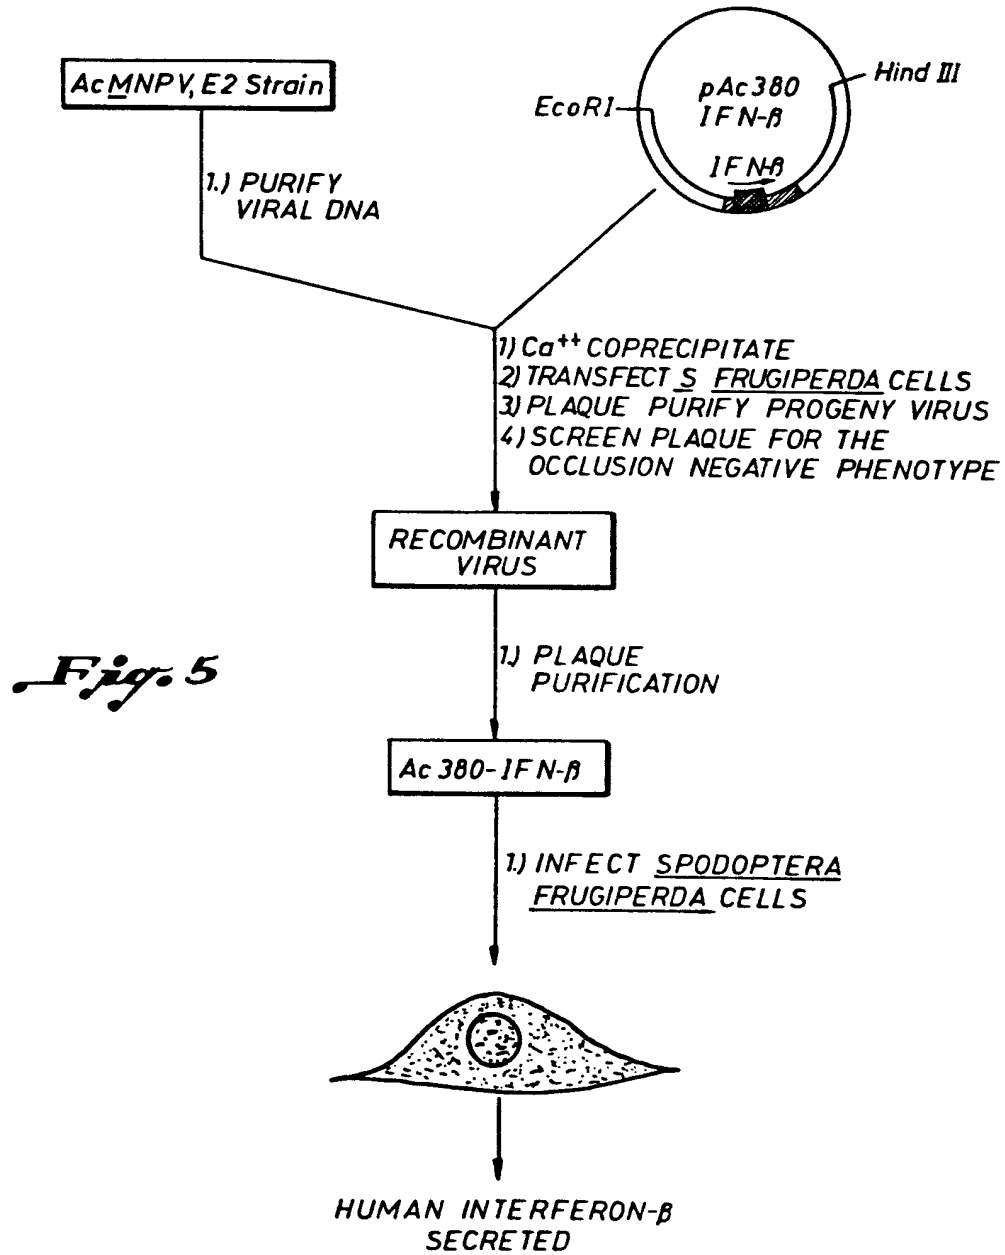 AcMNPV, E2 Strain
1.) PURIFY
VIRAL DNA
EcoRI
Hind III
pAc380
IFN-β
IFN-β
1) Ca++ COPRECIPITATE
2) TRANSFECT S FRUGIPERDA CELLS
3) PLAQUE PURIFY PROGENY VIRUS
4) SCREEN PLAQUE FOR THE
OCCLUSION NEGATIVE PHENOTYPE
RECOMBINANT
VIRUS
Fig. 5
1.) PLAQUE
PURIFICATION
Ac 380-IFN-β
1.) INFECT SPODOPTERA
FRUGIPERDA CELLS
HUMAN INTERFERON-β
SECRETED